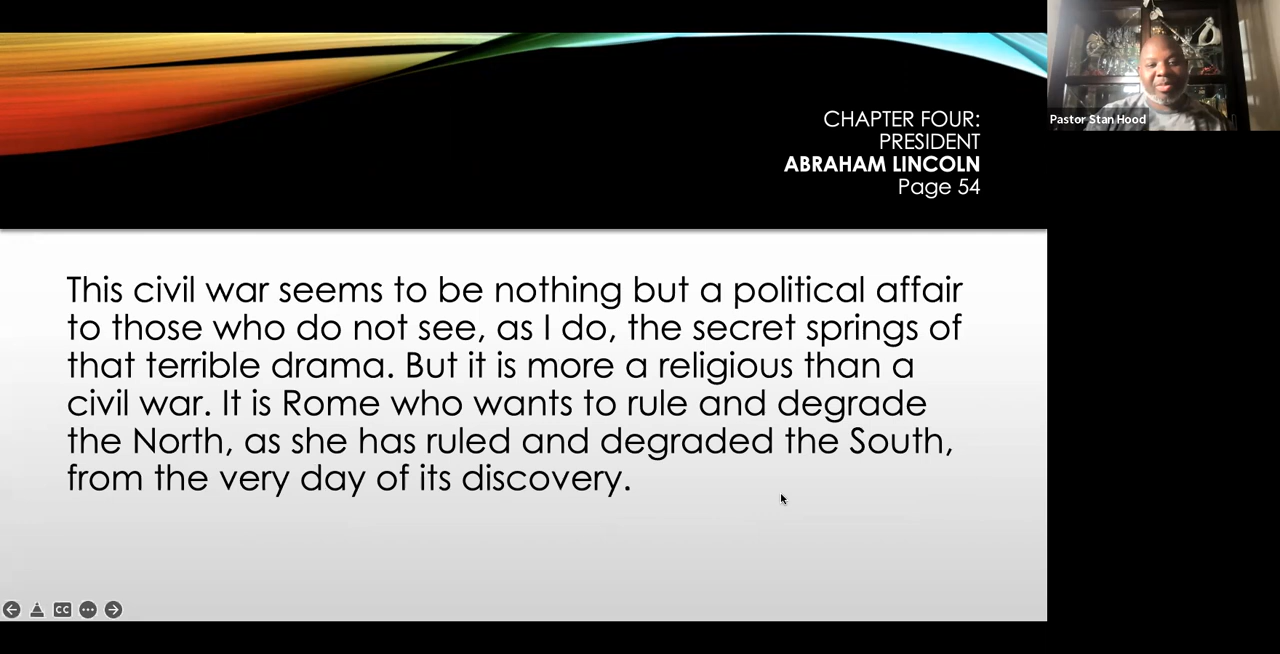 CHAPTER FOUR:
PRESIDENT
ABRAHAM LINCOLN
Page 54
Pastor Stan Hood
This civil war seems to be nothing but a political affair
to those who do not see, as I do, the secret springs of
that terrible drama. But it is more a religious than a
civil war. It is Rome who wants to rule and degrade
the North, as she has ruled and degraded the South,
from the very day of its discovery.
CC